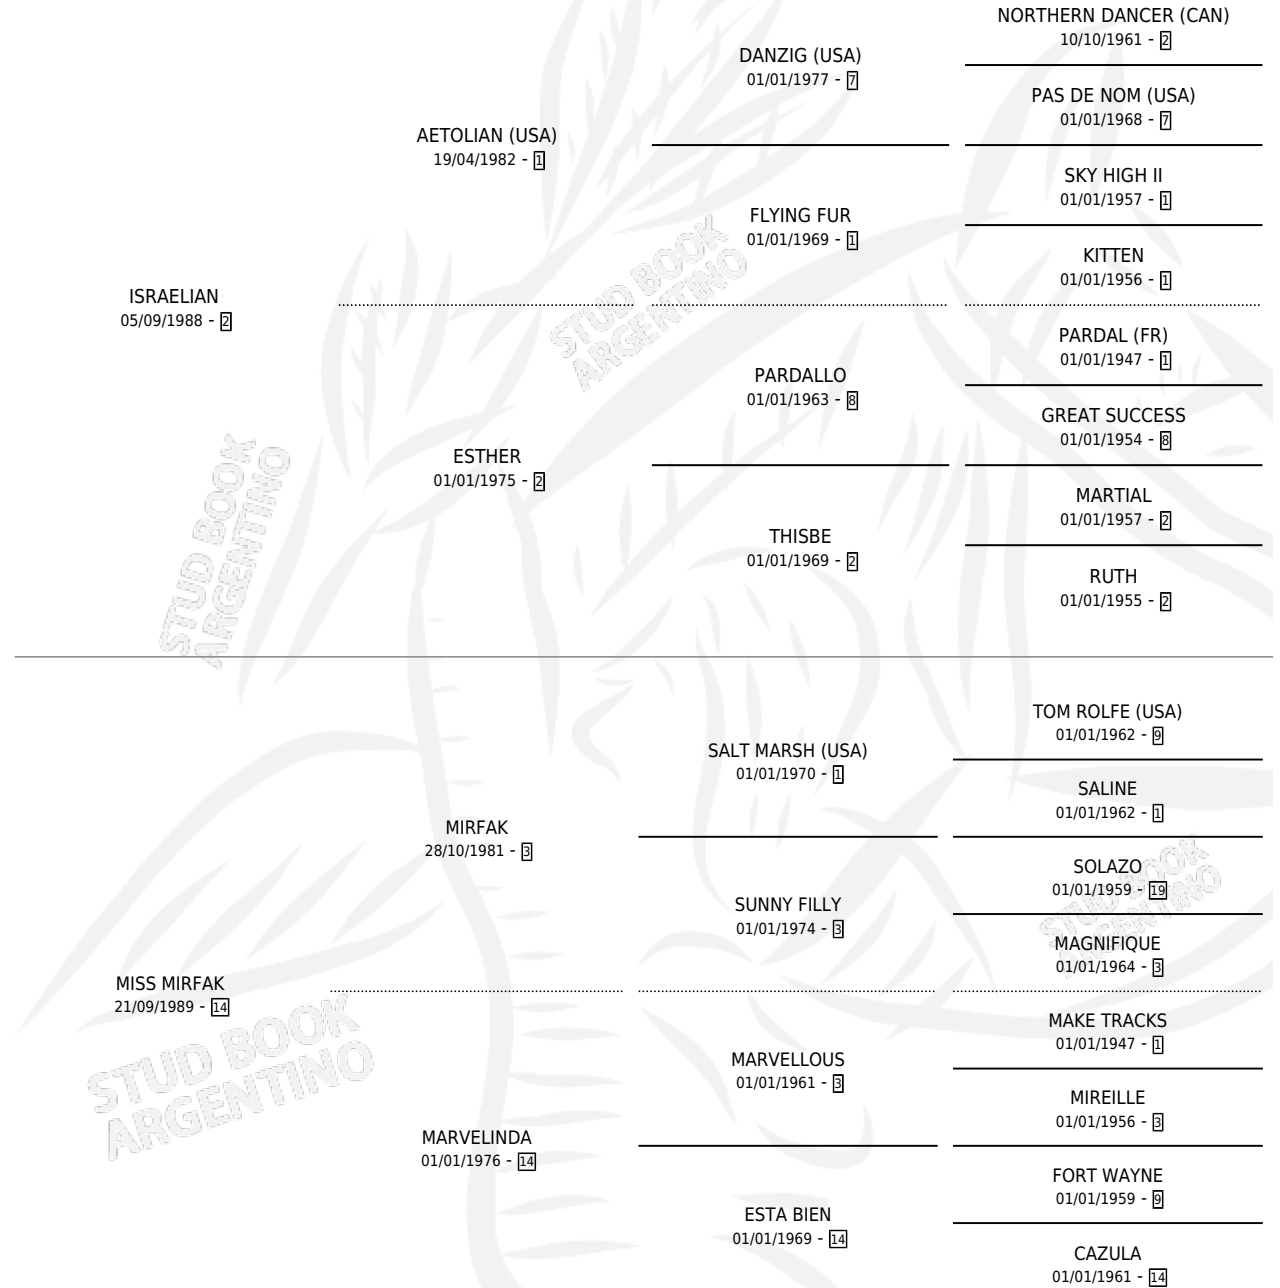 NORTHERN DANCER (CAN)
10/10/1961 - 2
DANZIG (USA)
01/01/1977 - 7
PAS DE NOM (USA)
01/01/1968 - 7
AETOLIAN (USA)
19/04/1982 - 1
SKY HIGH II
01/01/1957 - 1
FLYING FUR
01/01/1969 - 1
KITTEN
01/01/1956 - 1
ISRAELIAN
05/09/1988 - 2
PARDAL (FR)
01/01/1947 - 1
PARDALLO
01/01/1963 - 8
GREAT SUCCESS
01/01/1954 - 8
ESTHER
01/01/1975 - 2
MARTIAL
01/01/1957 - 2
THISBE
01/01/1969 - 2
RUTH
01/01/1955 - 2
TOM ROLFE (USA)
01/01/1962 - 9
SALT MARSH (USA)
01/01/1970 - 1
SALINE
01/01/1962 - 1
MIRFAK
28/10/1981 - 3
SOLAZO
01/01/1959 - 19
SUNNY FILLY
01/01/1974 - 3
MAGNIFIQUE
01/01/1964 - 3
MISS MIRFAK
21/09/1989 - 14
MAKE TRACKS
01/01/1947 - 1
MARVELLOUS
01/01/1961 - 3
MIREILLE
01/01/1956 - 3
MARVELINDA
01/01/1976 - 14
FORT WAYNE
01/01/1959 - 9
ESTA BIEN
01/01/1969 - 14
CAZULA
01/01/1961 - 14
STUD BOOK
ARGENTINO
STUD BOOK
ARGENTINO
STUD BOOK
ARGENTINO
STUD BOOK
ARGENTINO